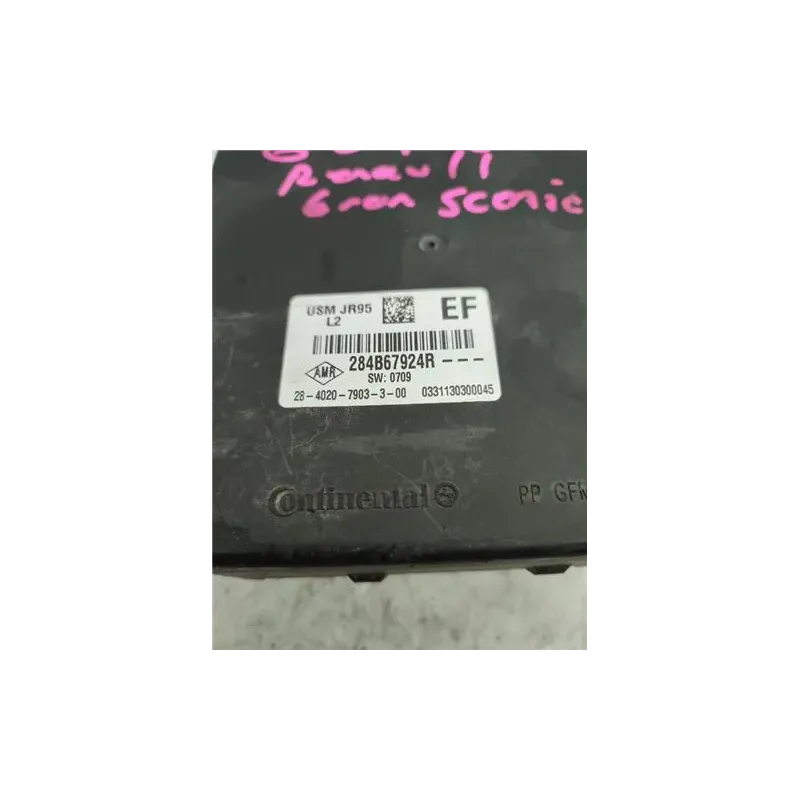 Renault
Gran Scenic
USM JR95
L2
EF
AMR
284B67924R---
SW: 0709
28-4020-7903-3-00 0331130300045
Continental
PP GF